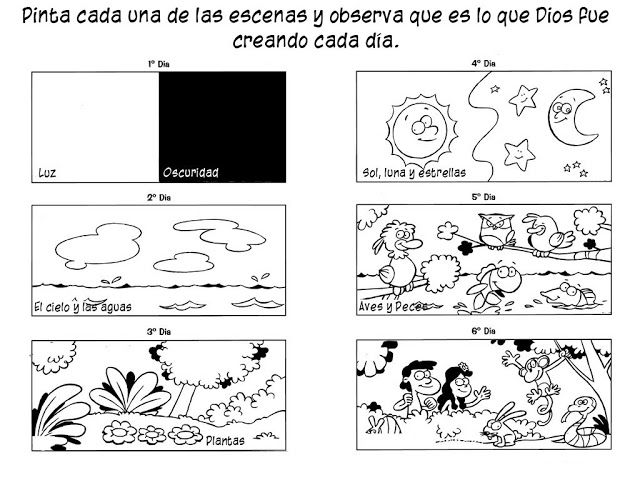 Pinta cada una de las escenas y observa que es lo que Dios fue
creando cada día.
1º Dia
Luz
Oscuridad
2º Dia
El cielo y las aguas
3º Dia
Plantas
4º Dia
Sol, luna y estrellas
5º Dia
Aves y Peces
6º Dia